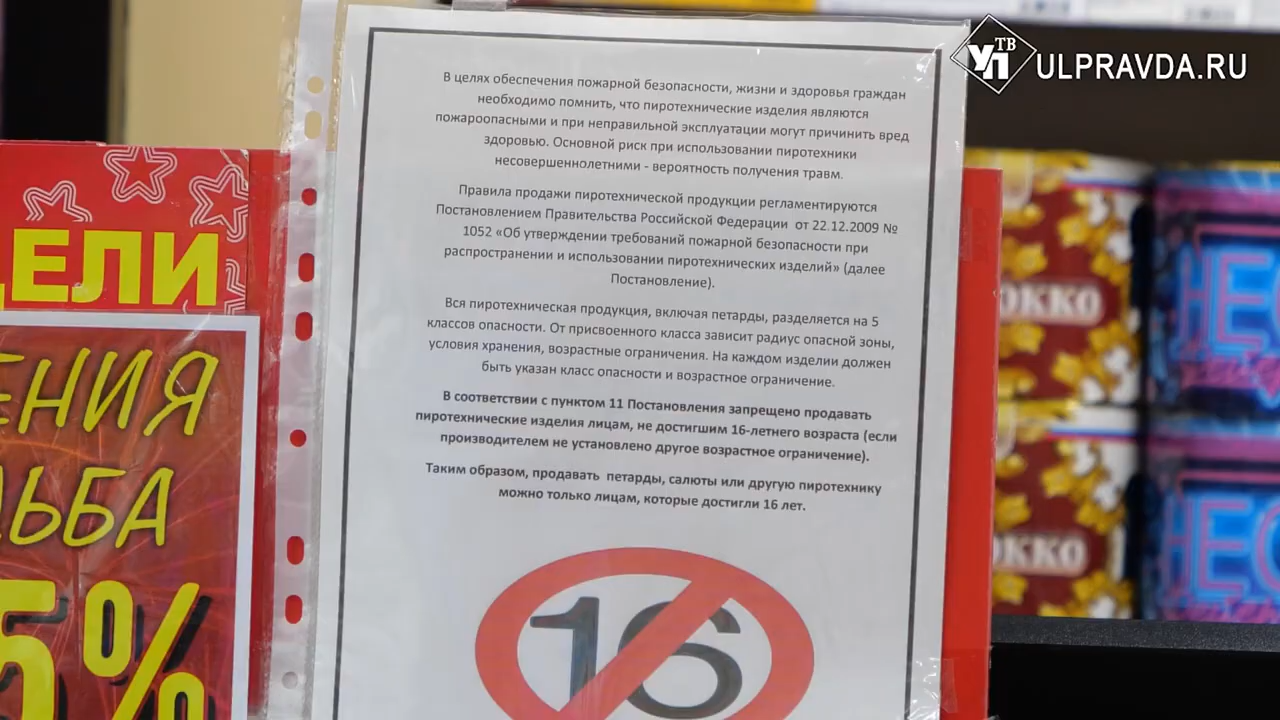 УП ТВ
ULPRAVDA.RU
В целях обеспечения пожарной безопасности, жизни и здоровья граждан
необходимо помнить, что пиротехнические изделия являются
пожароопасными и при неправильной эксплуатации могут причинить вред
здоровью. Основной риск при использовании пиротехники
несовершеннолетними - вероятность получения травм.
Правила продажи пиротехнической продукции регламентируются
Постановлением Правительства Российской Федерации от 22.12.2009 №
1052 «Об утверждении требований пожарной безопасности при
распространении и использовании пиротехнических изделий» (далее
Постановление).
Вся пиротехническая продукция, включая петарды, разделяется на 5
классов опасности. От присвоенного класса зависит радиус опасной зоны,
условия хранения, возрастные ограничения. На каждом изделии должен
быть указан класс опасности и возрастное ограничение.
В соответствии с пунктом 11 Постановления запрещено продавать
пиротехнические изделия лицам, не достигшим 16-летнего возраста (если
производителем не установлено другое возрастное ограничение).
Таким образом, продавать петарды, салюты или другую пиротехнику
можно только лицам, которые достигли 16 лет.
16
ДЕЛИ
ЕНИЯ
ДЬБА
5%
ОККО
ОККО
НЕО
НЕО